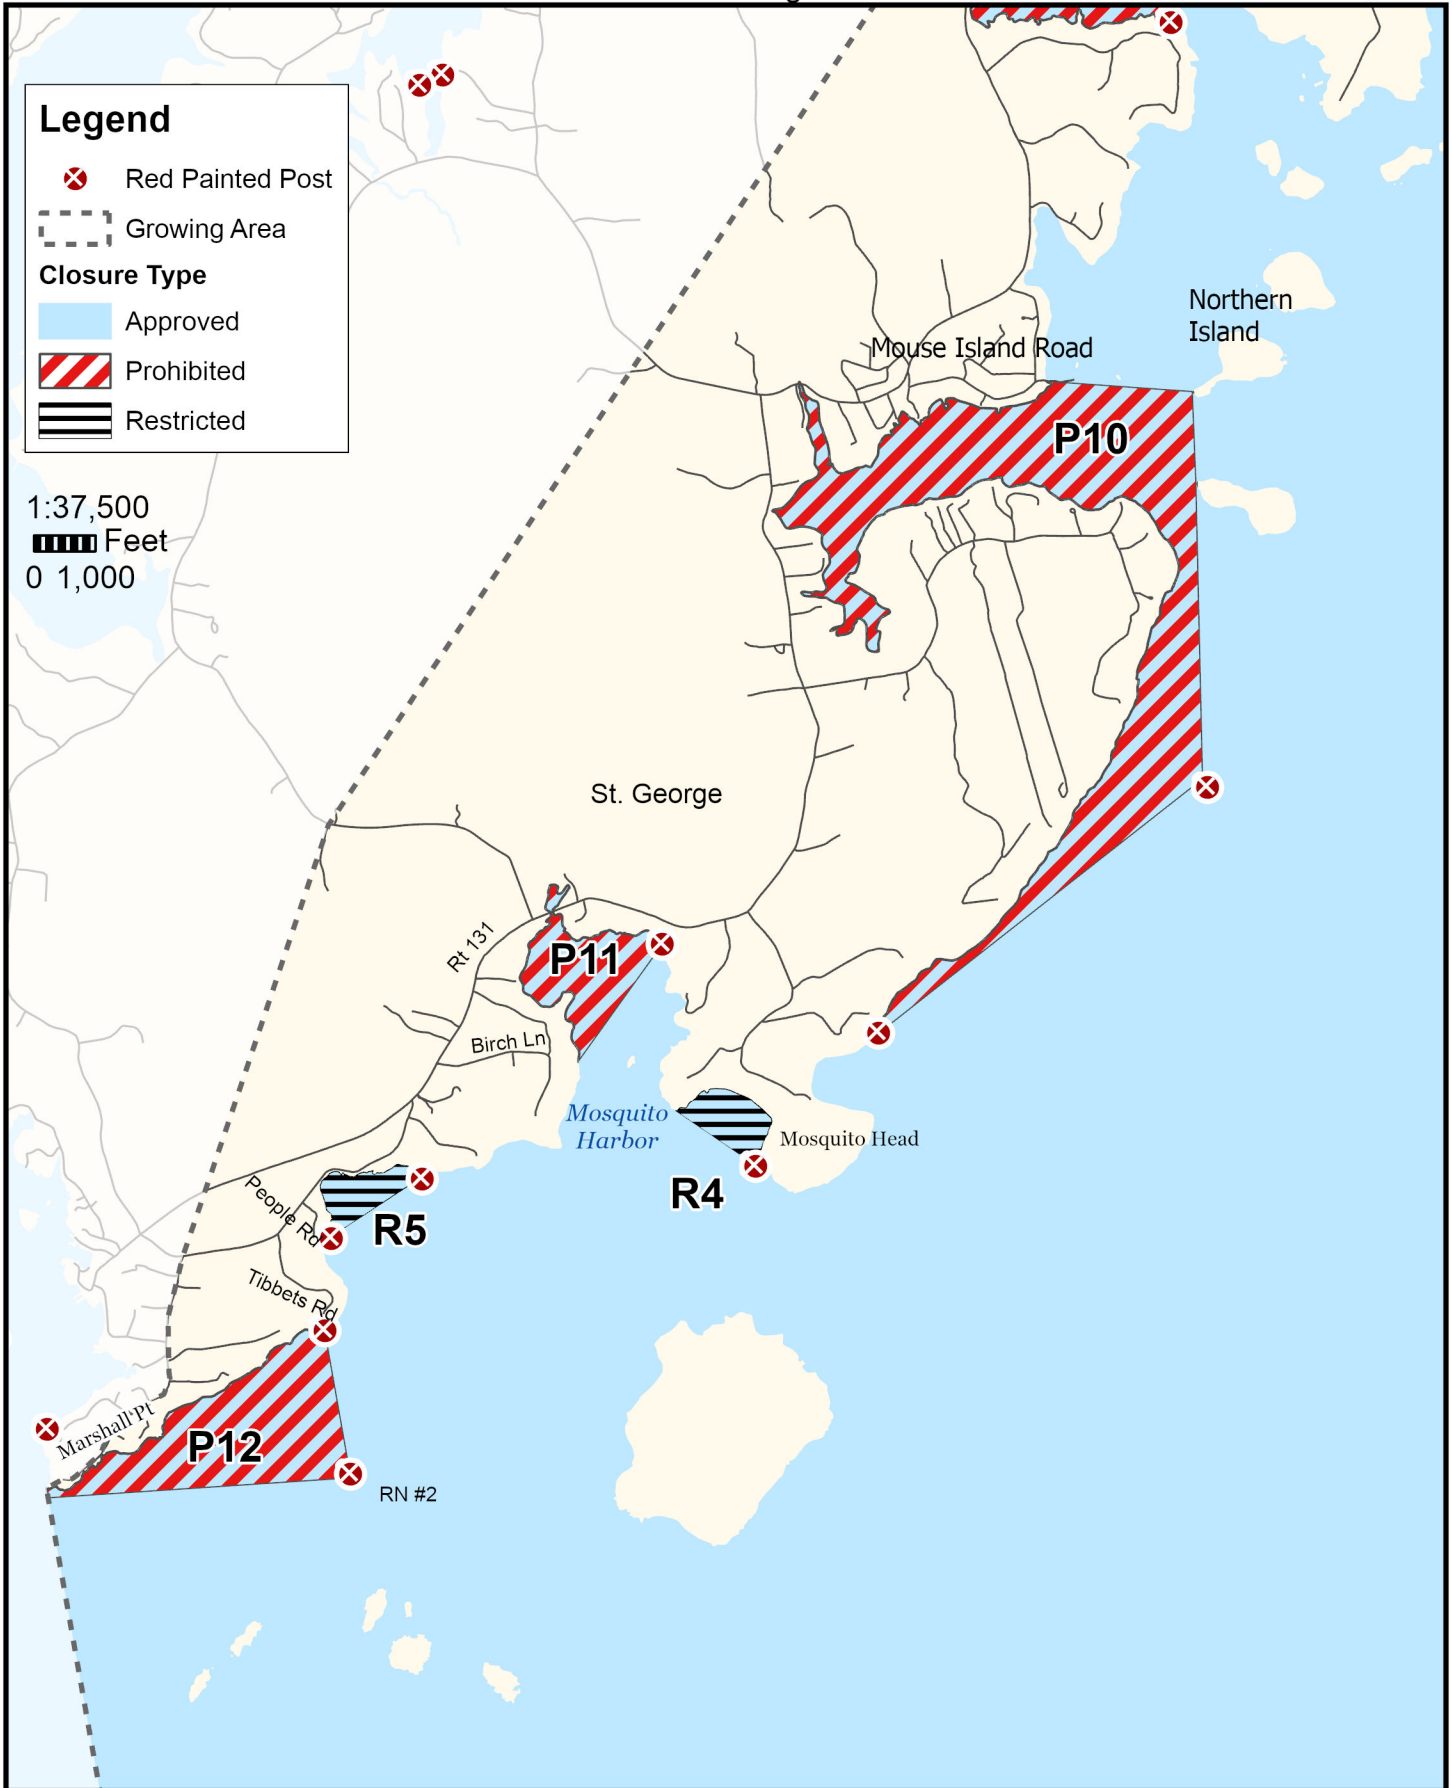 Legend
Red Painted Post
Growing Area
Closure Type
Approved
Prohibited
Restricted
1:37,500
Feet
0 1,000
Northern
Island
Mouse Island Road
P10
St. George
Rt 131
P11
Birch Ln
Mosquito
Harbor
Mosquito Head
R4
People Rd
R5
Tibbets Rd
Marshall Pt
P12
RN #2